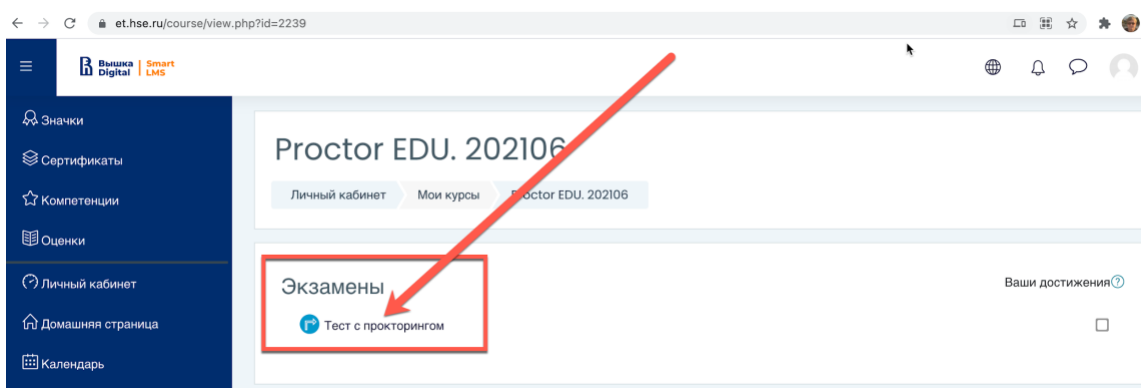 et.hse.ru/course/view.php?id=2239
Вышка Digital | Smart LMS
Значки
Сертификаты
Компетенции
Оценки
Личный кабинет
Домашняя страница
Календарь
Proctor EDU. 202106
Личный кабинет Мои курсы Proctor EDU. 202106
Экзамены
Ваши достижения
Тест с прокторингом